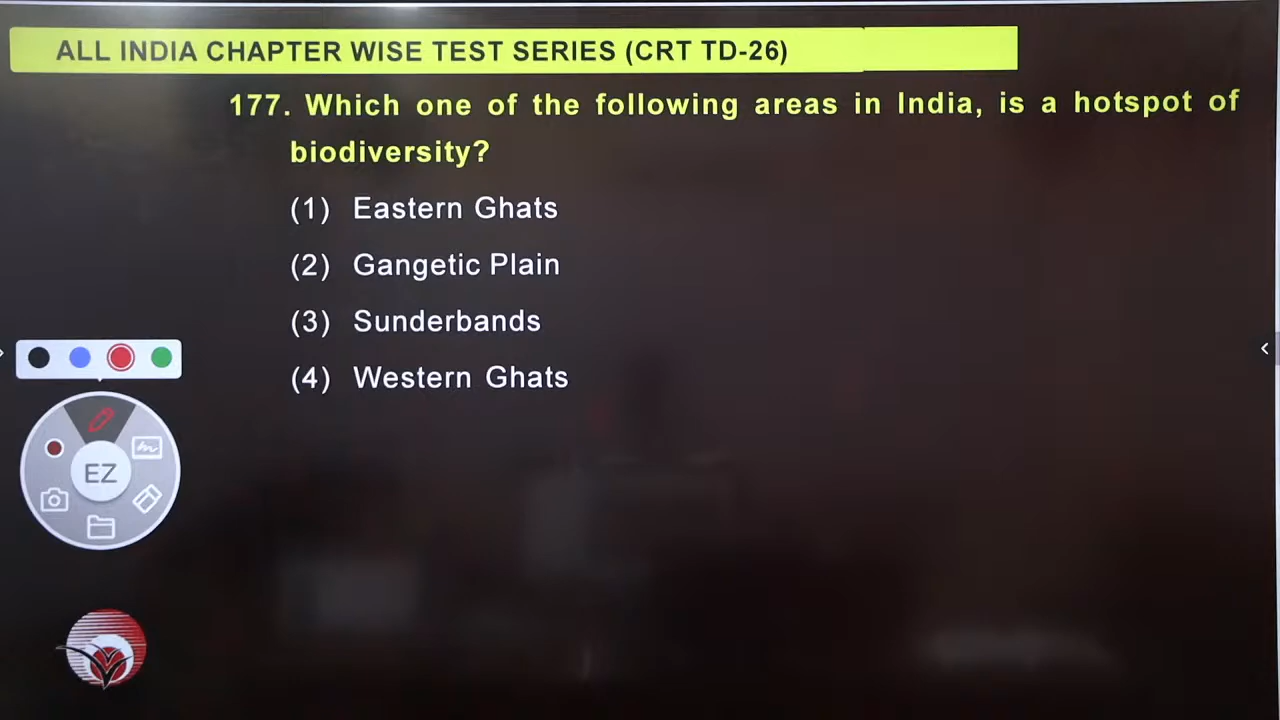 ALL INDIA CHAPTER WISE TEST SERIES (CRT TD-26)
177. Which one of the following areas in India, is a hotspot of
biodiversity?
(1) Eastern Ghats
(2) Gangetic Plain
(3) Sunderbands
(4) Western Ghats
EZ